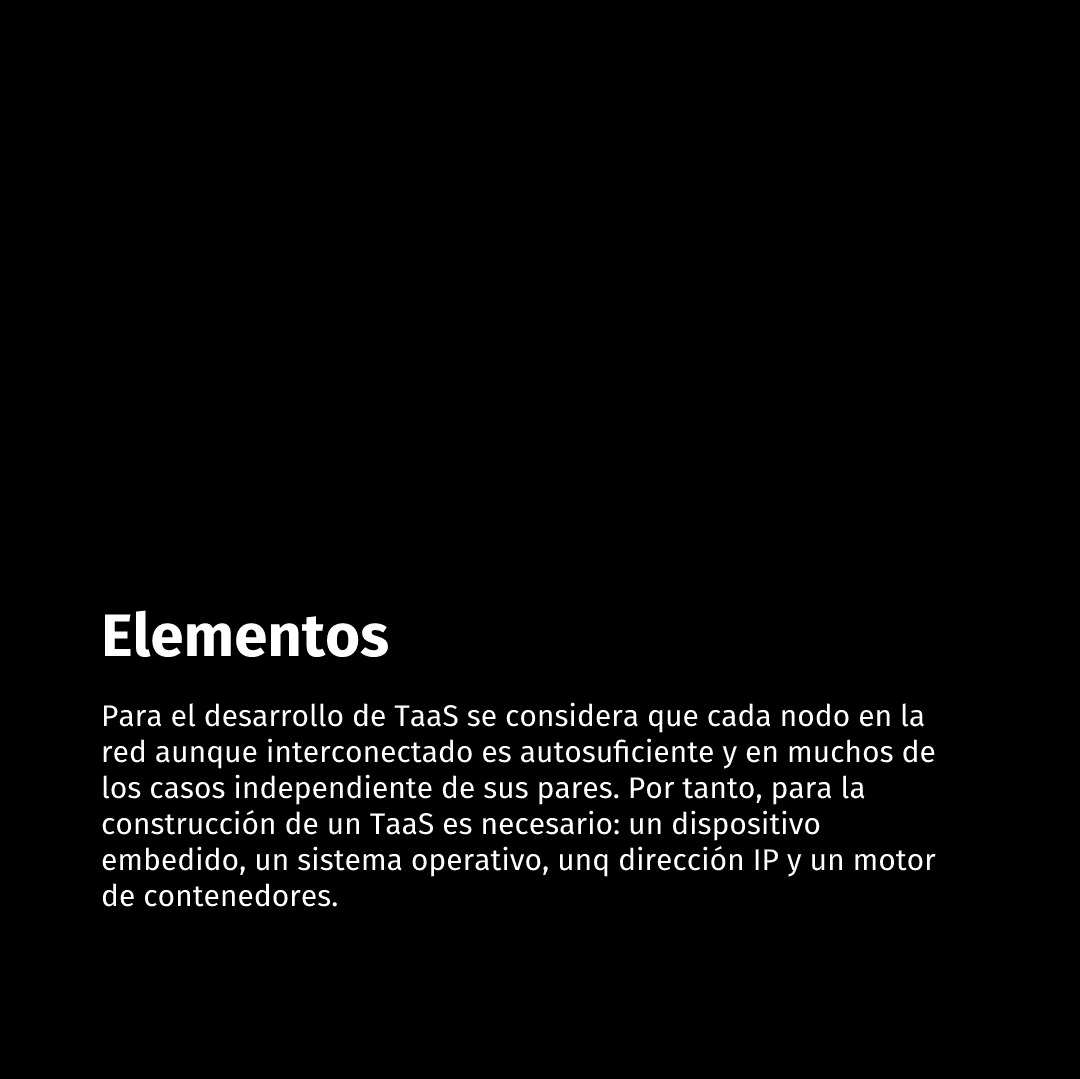 Elementos
Para el desarrollo de TaaS se considera que cada nodo en la
red aunque interconectado es autosuficiente y en muchos de
los casos independiente de sus pares. Por tanto, para la
construcción de un TaaS es necesario: un dispositivo
embedido, un sistema operativo, unq dirección IP y un motor
de contenedores.